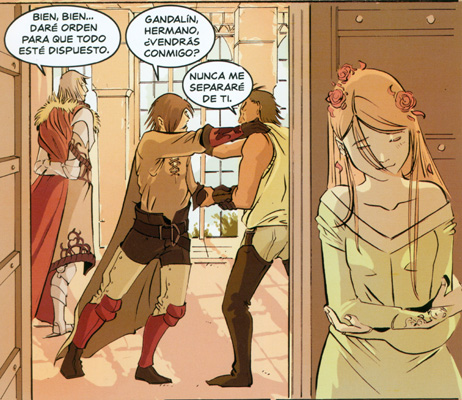 BIEN, BIEN...
DARÉ ORDEN
PARA QUE TODO
ESTÉ DISPUESTO.
GANDALÍN,
HERMANO,
¿VENDRÁS
CONMIGO?
NUNCA ME
SEPARARÉ
DE TI.